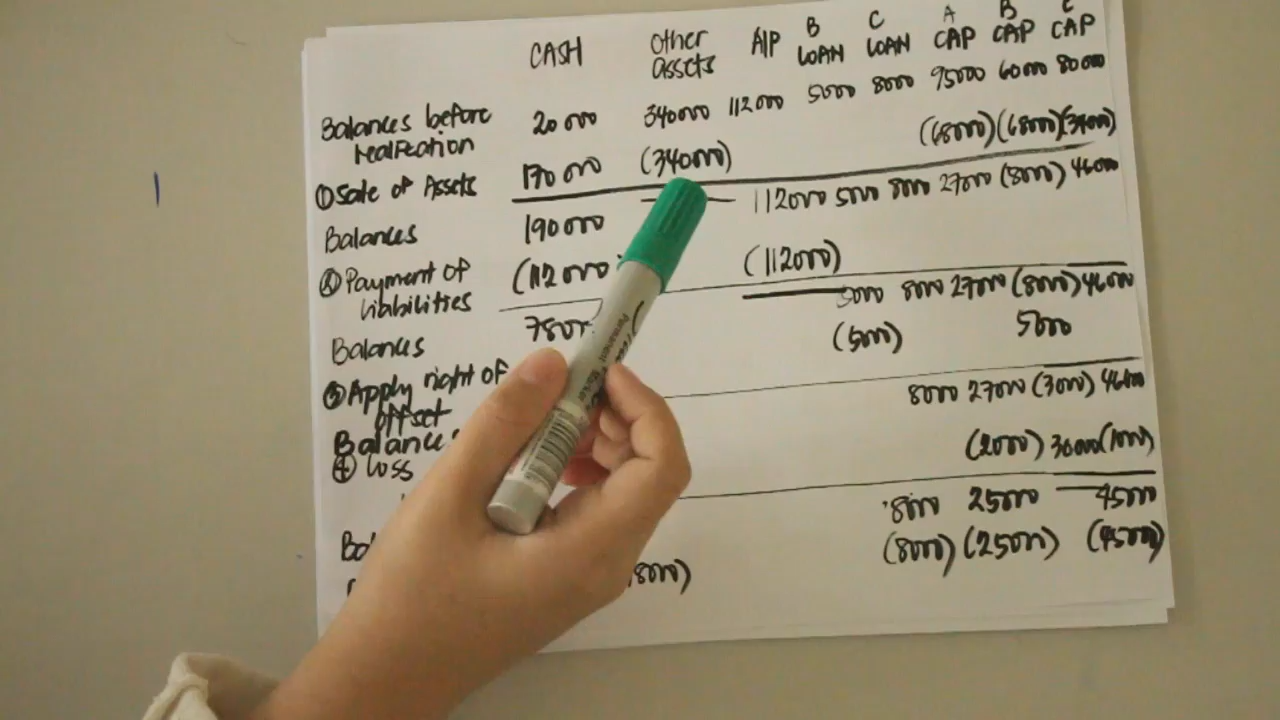 CASH Other assets A/P B LOAN C LOAN A CAP B CAP C CAP
Balances before realization 20000 340000 112000 5000 8000 95000 60000 80000
① Sale of Assets 170000 (340000) (68000) (68000) (34000)
Balances 190000 — 112000 5000 8000 27000 (8000) 46000
② Payment of liabilities (112000) (112000)
Balances 78000 5000 8000 27000 (8000) 46000
③ Apply right of offset (5000) 5000
Balances 8000 27000 (3000) 46000
④ Loss (2000) 3000 (1000)
8000 25000 — 45000
(8000) (25000) (45000)
Permanent Marker